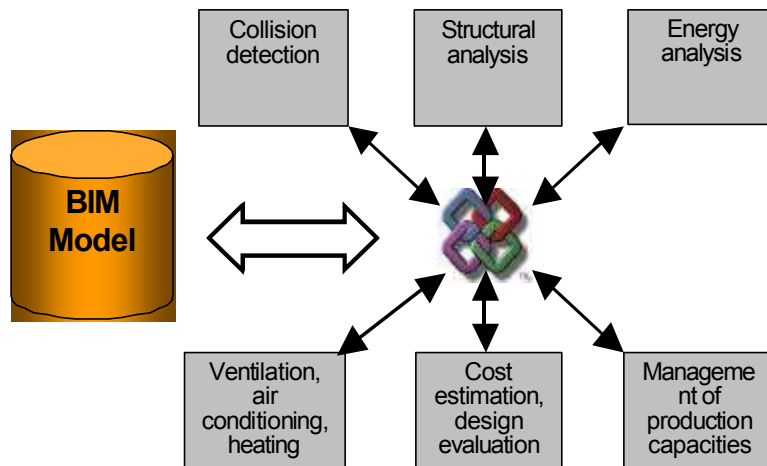 Collision
detection
Structural
analysis
Energy
analysis
BIM
Model
Ventilation,
air
conditioning,
heating
Cost
estimation,
design
evaluation
Manageme
nt of
production
capacities